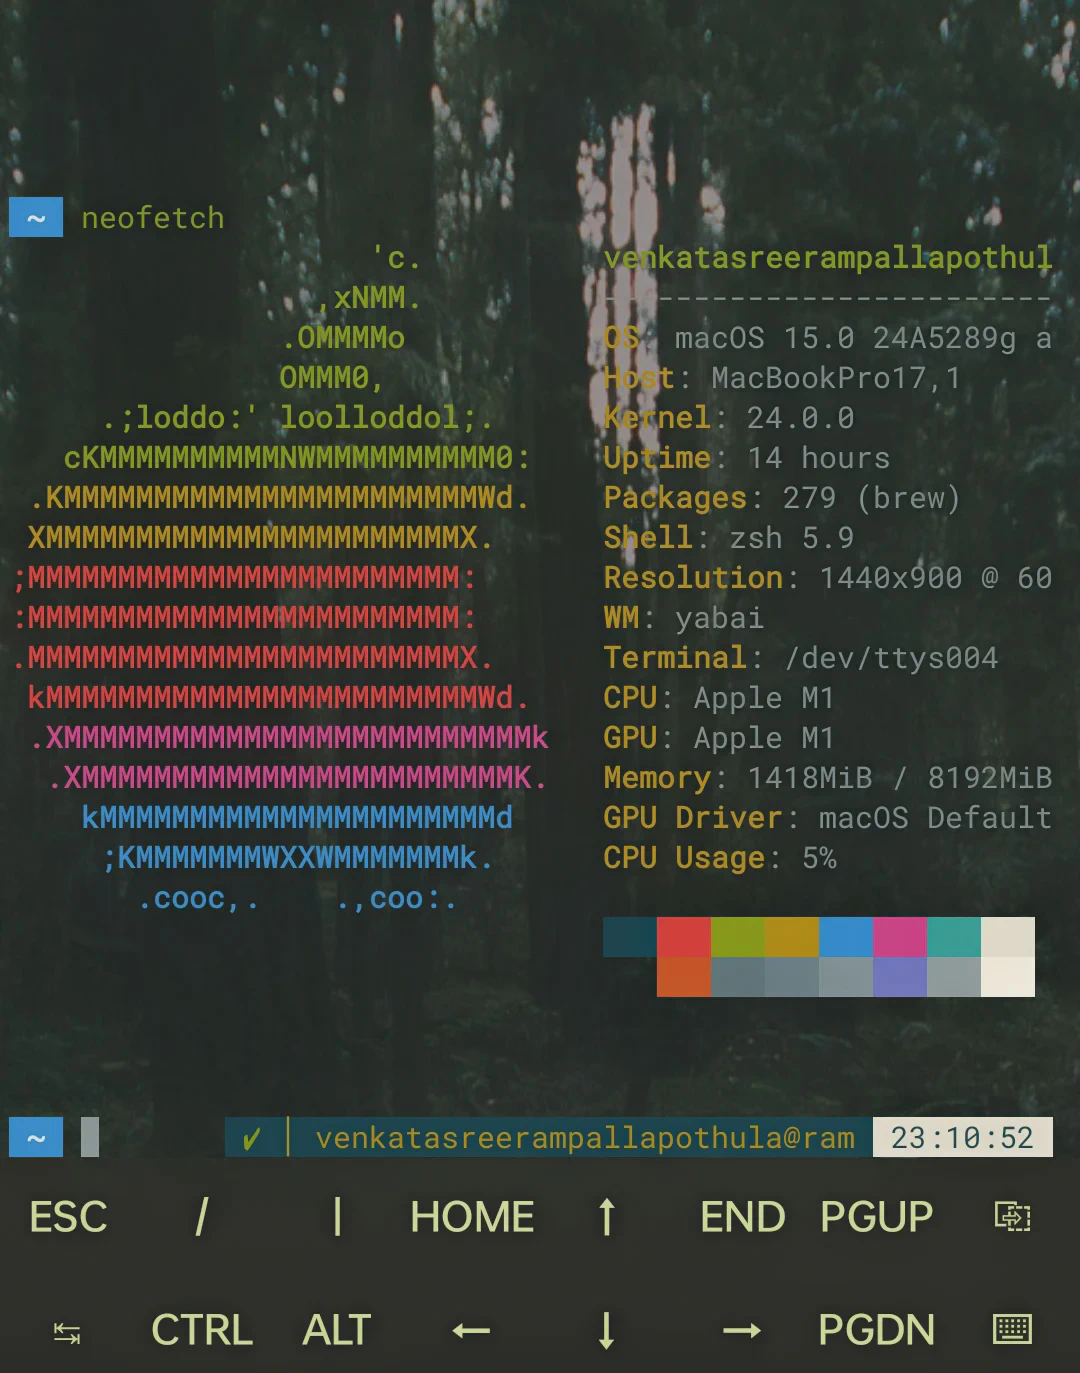 ~ neofetch
'c. venkatasreerampallapothul
,xNMM. -------------------------
.OMMMMo OS: macOS 15.0 24A5289g a
OMMM0, Host: MacBookPro17,1
.;loddo:' loolloddol;. Kernel: 24.0.0
cKMMMMMMMMMMNWMMMMMMMMMM0: Uptime: 14 hours
.KMMMMMMMMMMMMMMMMMMMMMMMWd. Packages: 279 (brew)
XMMMMMMMMMMMMMMMMMMMMMMMX. Shell: zsh 5.9
;MMMMMMMMMMMMMMMMMMMMMMMM: Resolution: 1440x900 @ 60
:MMMMMMMMMMMMMMMMMMMMMMMM: WM: yabai
.MMMMMMMMMMMMMMMMMMMMMMMMX. Terminal: /dev/ttys004
kMMMMMMMMMMMMMMMMMMMMMMMMWd. CPU: Apple M1
.XMMMMMMMMMMMMMMMMMMMMMMMMMMk GPU: Apple M1
.XMMMMMMMMMMMMMMMMMMMMMMMMK. Memory: 1418MiB / 8192MiB
kMMMMMMMMMMMMMMMMMMMMMMd GPU Driver: macOS Default
;KMMMMMMMWXXWMMMMMMMk. CPU Usage: 5%
.cooc,. .,coo:.
~ ✔ venkatasreerampallapothula@ram 23:10:52
ESC / | HOME ↑ END PGUP
CTRL ALT ← ↓ → PGDN